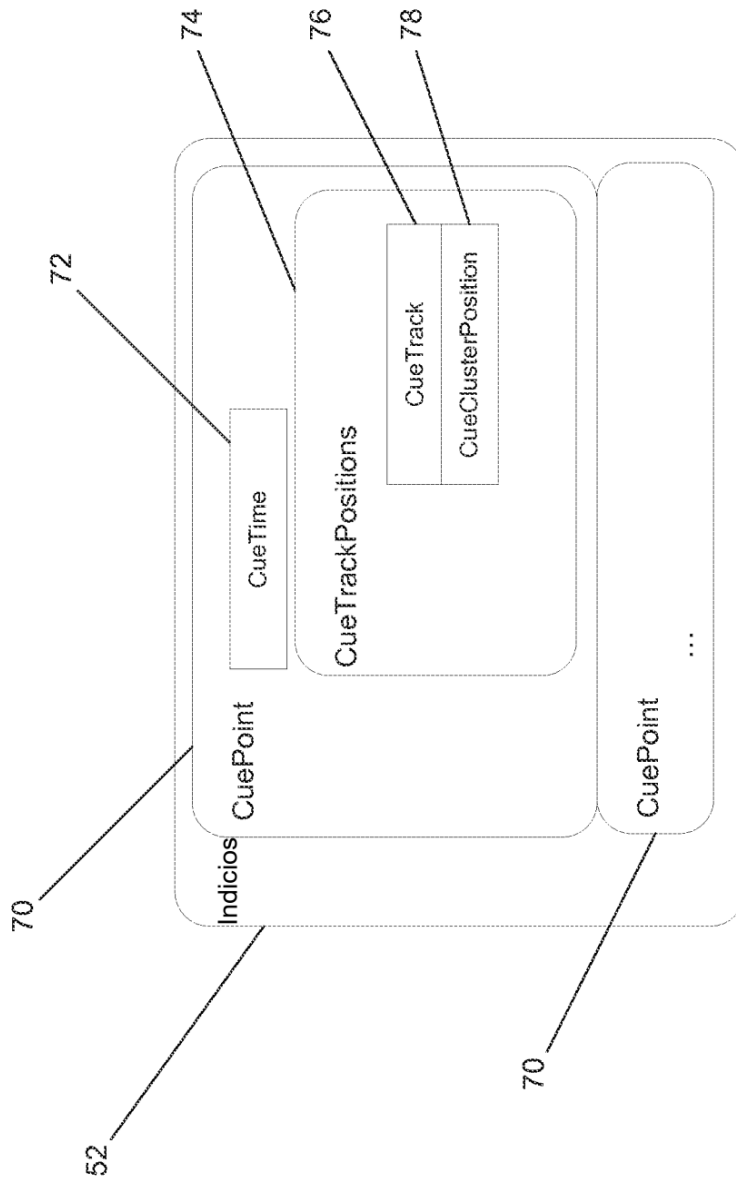 52
70
Indicios
CuePoint
72
CueTime
74
CueTrackPositions
76
CueTrack
78
CueClusterPosition
70
CuePoint
...